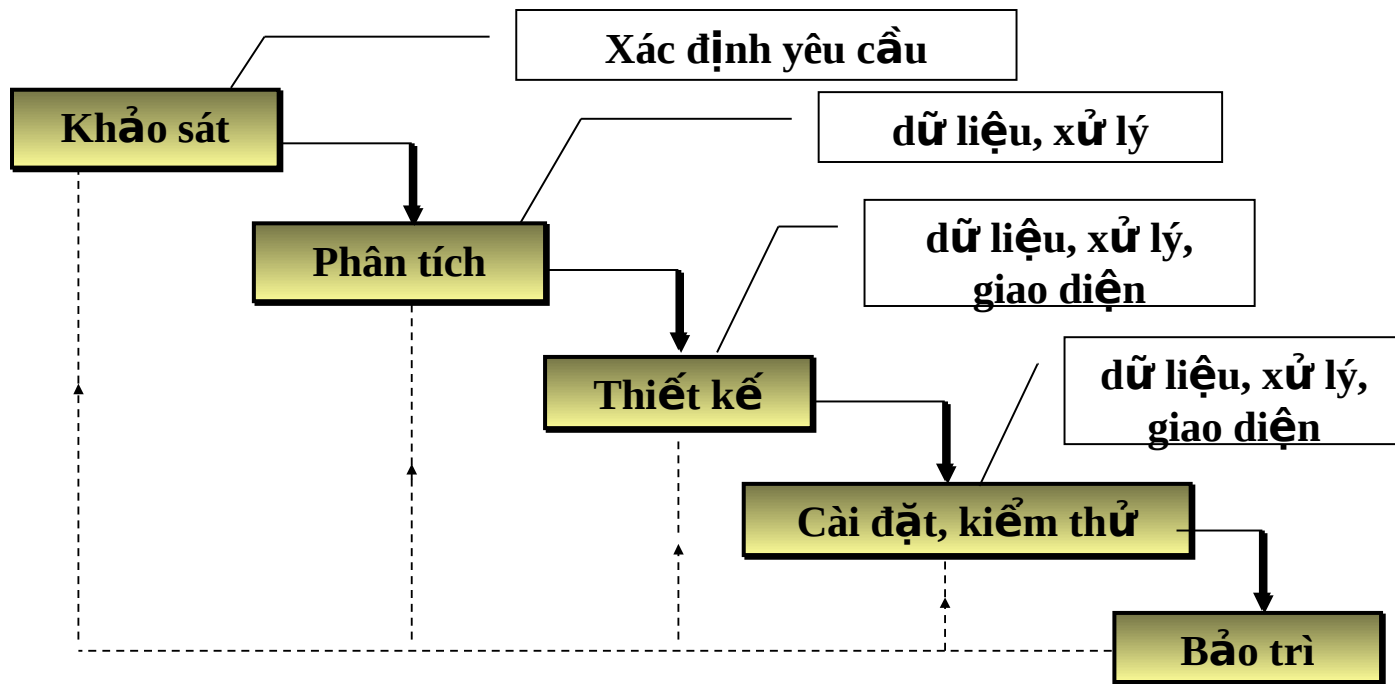 Xác định yêu cầu
Khảo sát
dữ liệu, xử lý
Phân tích
dữ liệu, xử lý,
giao diện
Thiết kế
dữ liệu, xử lý,
giao diện
Cài đặt, kiểm thử
Bảo trì